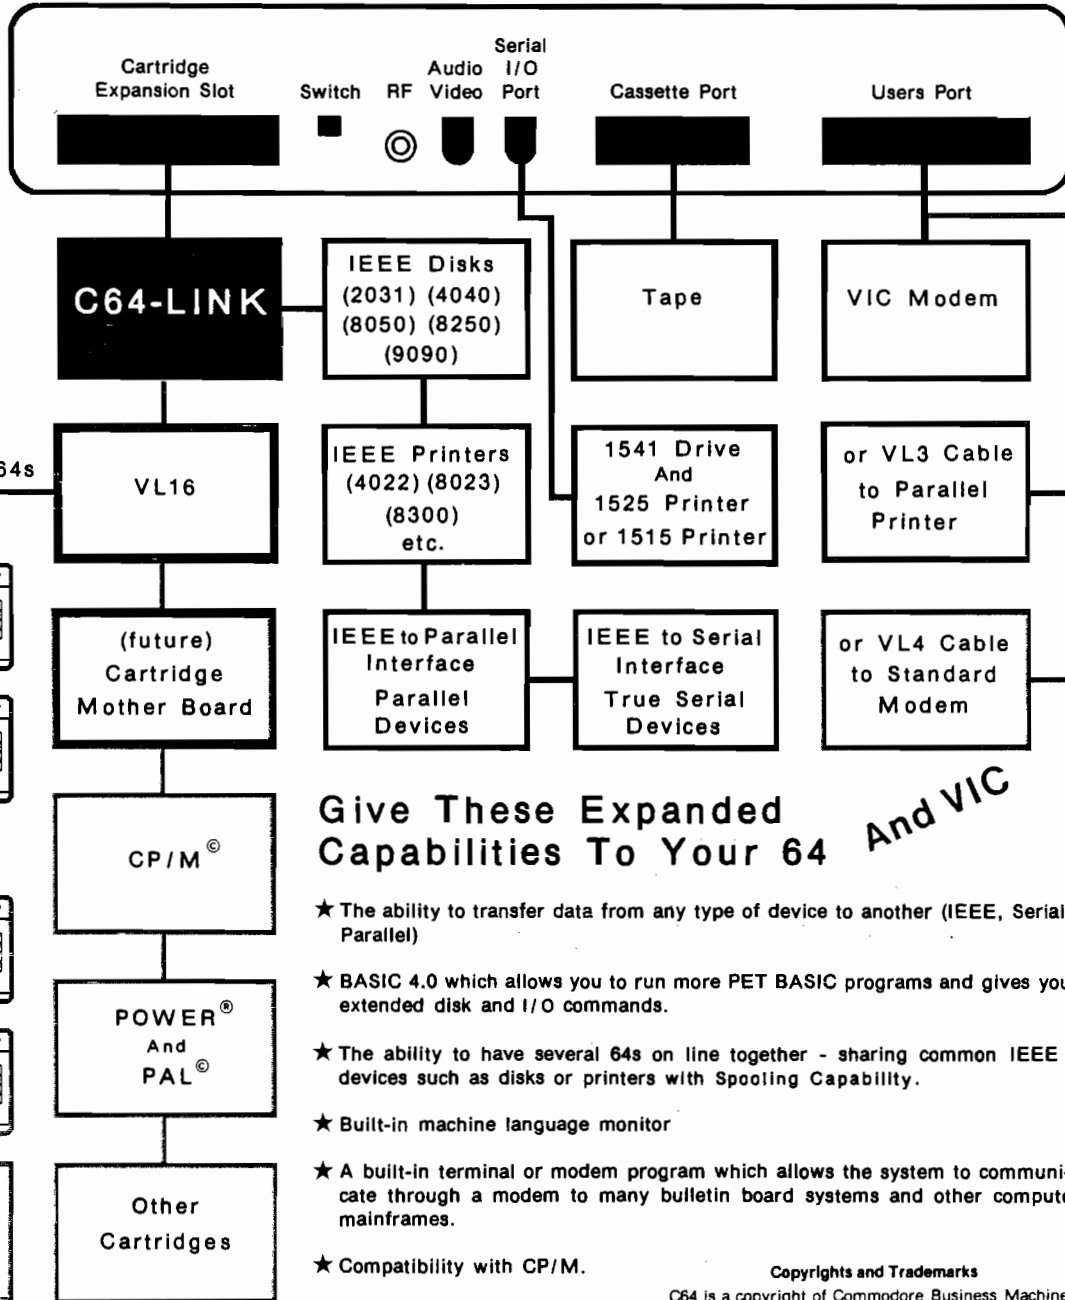 Cartridge
Expansion Slot
Switch
RF
Audio
Video
Serial
I/O
Port
Cassette Port
Users Port
C64-LINK
IEEE Disks
(2031) (4040)
(8050) (8250)
(9090)
Tape
VIC Modem
64s
VL16
IEEE Printers
(4022) (8023)
(8300)
etc.
1541 Drive
And
1525 Printer
or 1515 Printer
or VL3 Cable
to Parallel
Printer
(future)
Cartridge
Mother Board
IEEE to Parallel
Interface
Parallel
Devices
IEEE to Serial
Interface
True Serial
Devices
or VL4 Cable
to Standard
Modem
CP/M©
POWER®
And
PAL©
Other
Cartridges
Give These Expanded
Capabilities To Your 64
And VIC
★ The ability to transfer data from any type of device to another (IEEE, Serial
Parallel)
★ BASIC 4.0 which allows you to run more PET BASIC programs and gives you
extended disk and I/O commands.
★ The ability to have several 64s on line together - sharing common IEEE
devices such as disks or printers with Spooling Capability.
★ Built-in machine language monitor
★ A built-in terminal or modem program which allows the system to communi-
cate through a modem to many bulletin board systems and other compute
mainframes.
★ Compatibility with CP/M.
Copyrights and Trademarks
C64 is a copyright of Commodore Business Machine